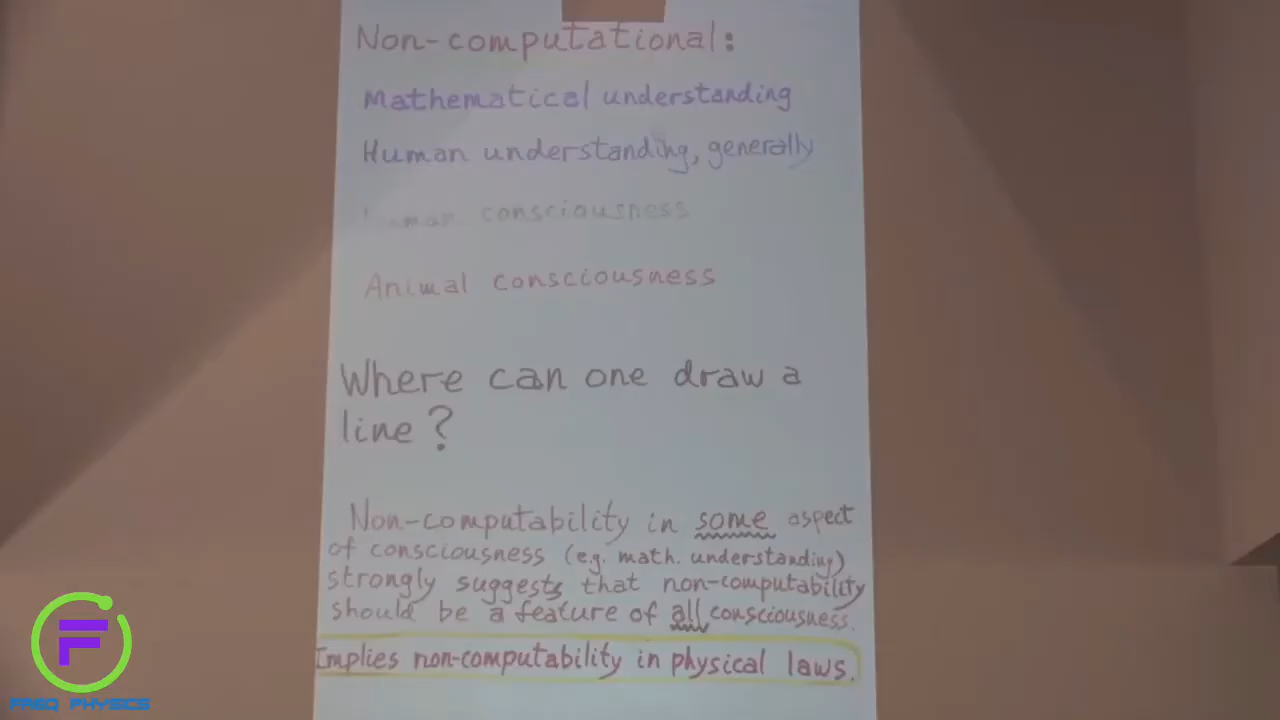 Non-computational:
Mathematical understanding
Human understanding, generally
consciousness
Animal consciousness
Where can one draw a
line?
Non-computability in some aspect
of consciousness (e.g. math. understanding)
strongly suggests that non-computability
should be a feature of all consciousness.
Implies non-computability in physical laws.
F
FREQ PHYSICS